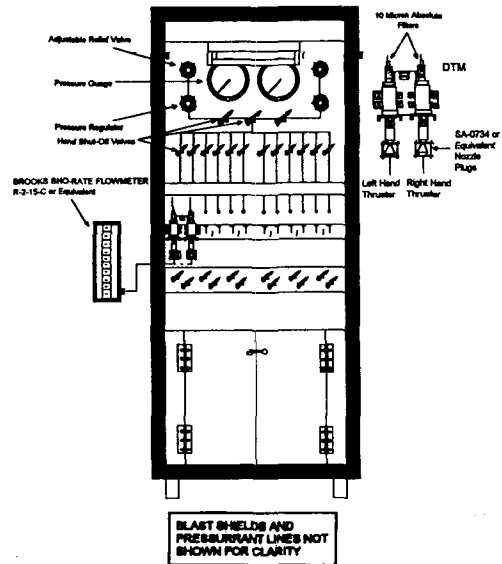 Adjustable Relief Valve
Pressure Guage
Pressure Regulator
Hand Shut-Off Valves
BROOKS SHO-RATE FLOWMETER
R-2-15-C or Equivalent
10 Micron Absolute
Filters
DTM
SA-0734 or
Equivalent
Nozzle
Plugs
Left Hand
Thruster
Right Hand
Thruster
BLAST SHIELDS AND
PRESSURRANT LINES NOT
SHOWN FOR CLARITY